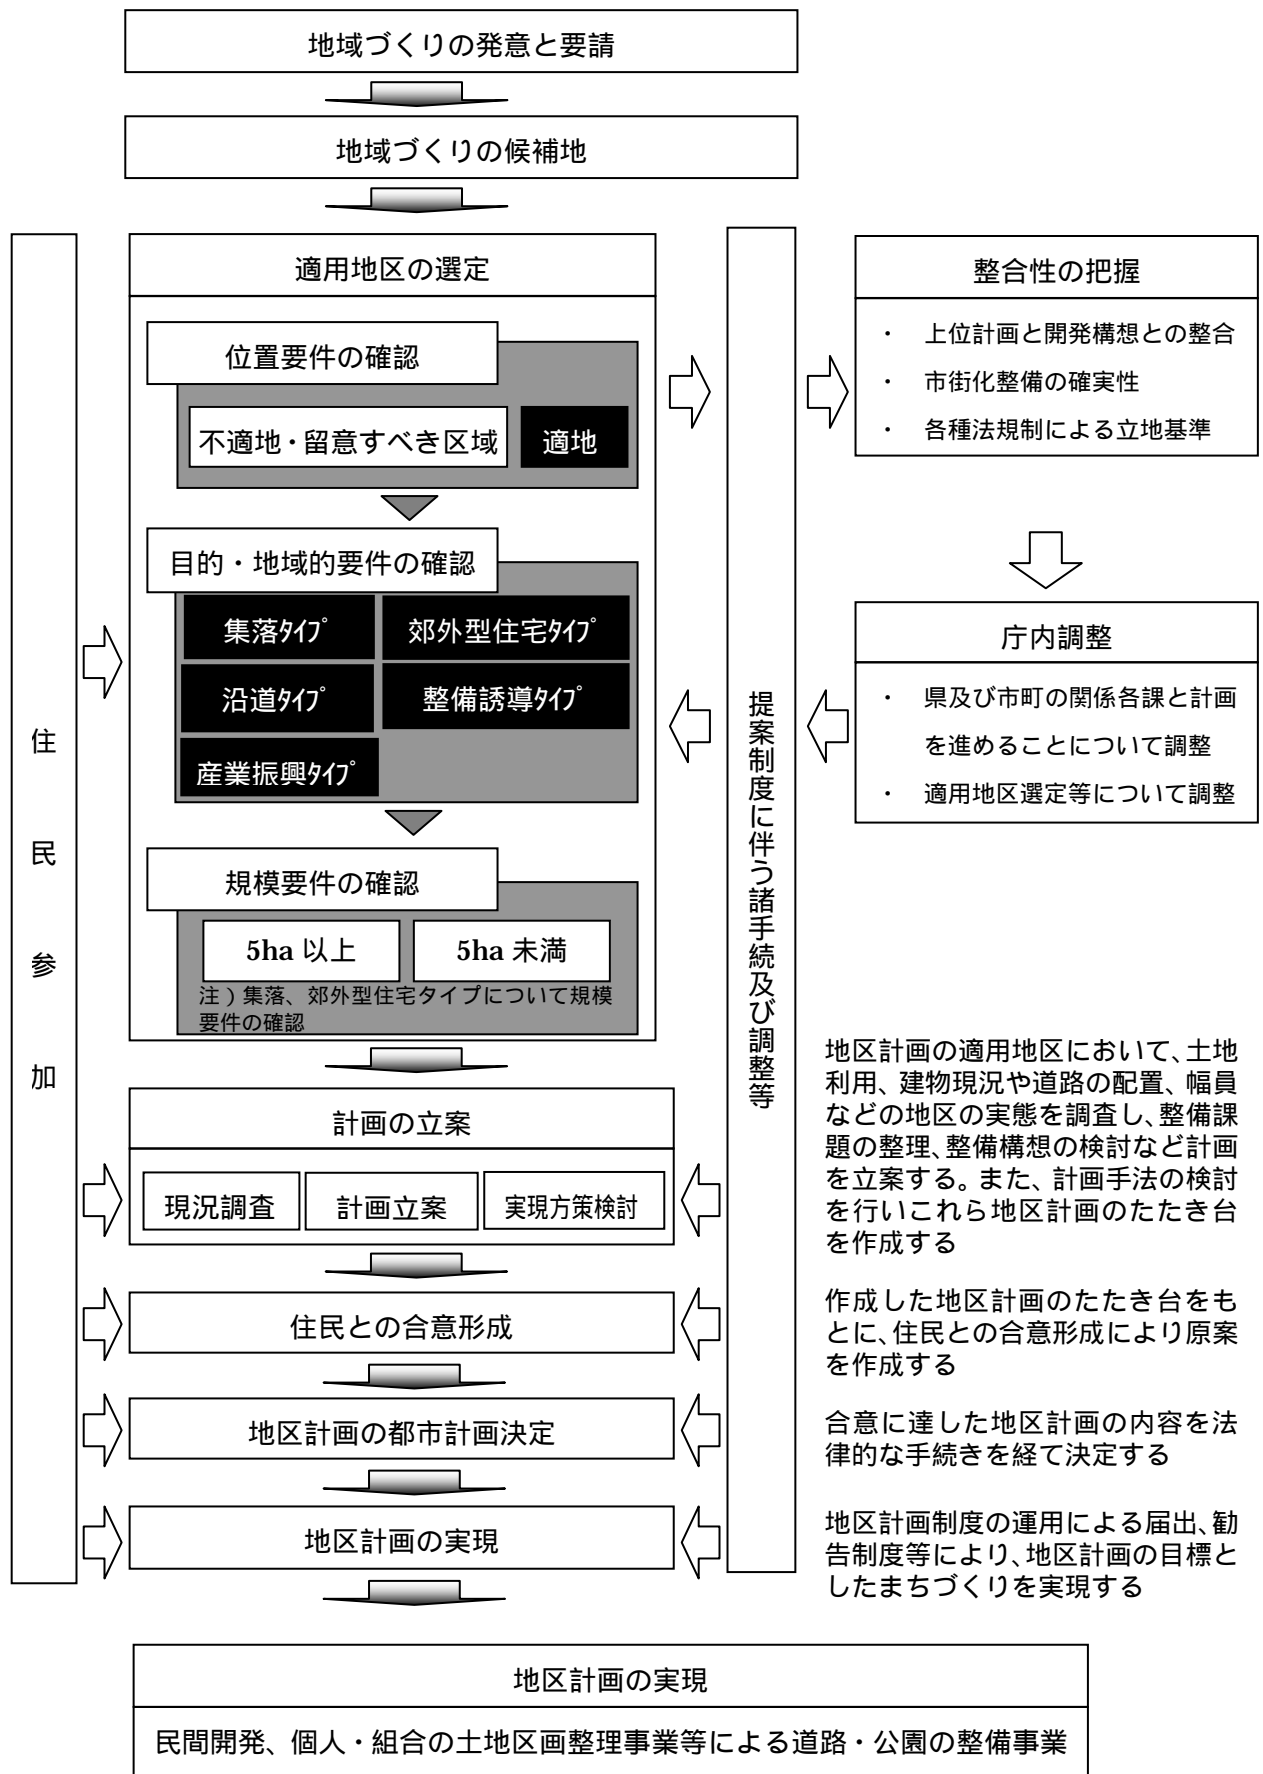 地域づくりの発意と要請
地域づくりの候補地
住民参加
適用地区の選定
位置要件の確認
不適地・留意すべき区域
適地
目的・地域的要件の確認
集落ﾀｲﾌﾟ
郊外型住宅ﾀｲﾌﾟ
沿道ﾀｲﾌﾟ
整備誘導ﾀｲﾌﾟ
産業振興ﾀｲﾌﾟ
規模要件の確認
5ha 以上
5ha 未満
注）集落、郊外型住宅タイプについて規模
要件の確認
提案制度に伴う諸手続及び調整等
整合性の把握
・ 上位計画と開発構想との整合
・ 市街化整備の確実性
・ 各種法規制による立地基準
庁内調整
・ 県及び市町の関係各課と計画
を進めることについて調整
・ 適用地区選定等について調整
計画の立案
現況調査
計画立案
実現方策検討
地区計画の適用地区において、土地
利用、建物現況や道路の配置、幅員
などの地区の実態を調査し、整備課
題の整理、整備構想の検討など計画
を立案する。また、計画手法の検討
を行いこれら地区計画のたたき台
を作成する
住民との合意形成
作成した地区計画のたたき台をも
とに、住民との合意形成により原案
を作成する
地区計画の都市計画決定
合意に達した地区計画の内容を法
律的な手続きを経て決定する
地区計画の実現
地区計画制度の運用による届出、勧
告制度等により、地区計画の目標と
したまちづくりを実現する
地区計画の実現
民間開発、個人・組合の土地区画整理事業等による道路・公園の整備事業